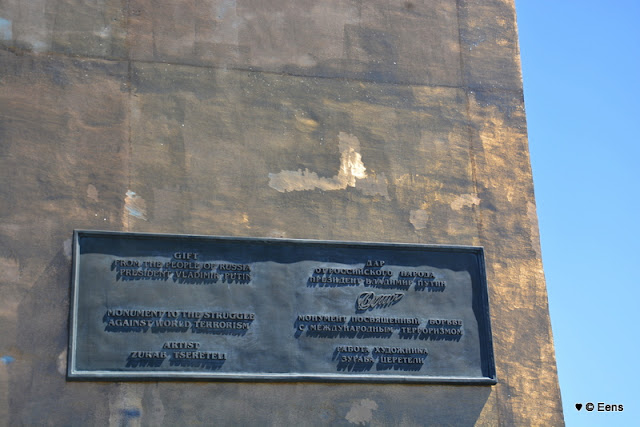 GIFT
FROM THE PEOPLE OF RUSSIA
PRESIDENT VLADIMIR PUTIN
MONUMENT TO THE STRUGGLE
AGAINST WORLD TERRORISM
ARTIST
ZURAB TSERETELI
ДАР
ОТ РОССИЙСКОГО НАРОДА
ПРЕЗИДЕНТ ВЛАДИМИР ПУТИН
МОНУМЕНТ ПОСВЯЩЕННЫЙ БОРЬБЕ
С МЕЖДУНАРОДНЫМ ТЕРРОРИЗМОМ
РАБОТА ХУДОЖНИКА
ЗУРАБА ЦЕРЕТЕЛИ
♥ © Eens